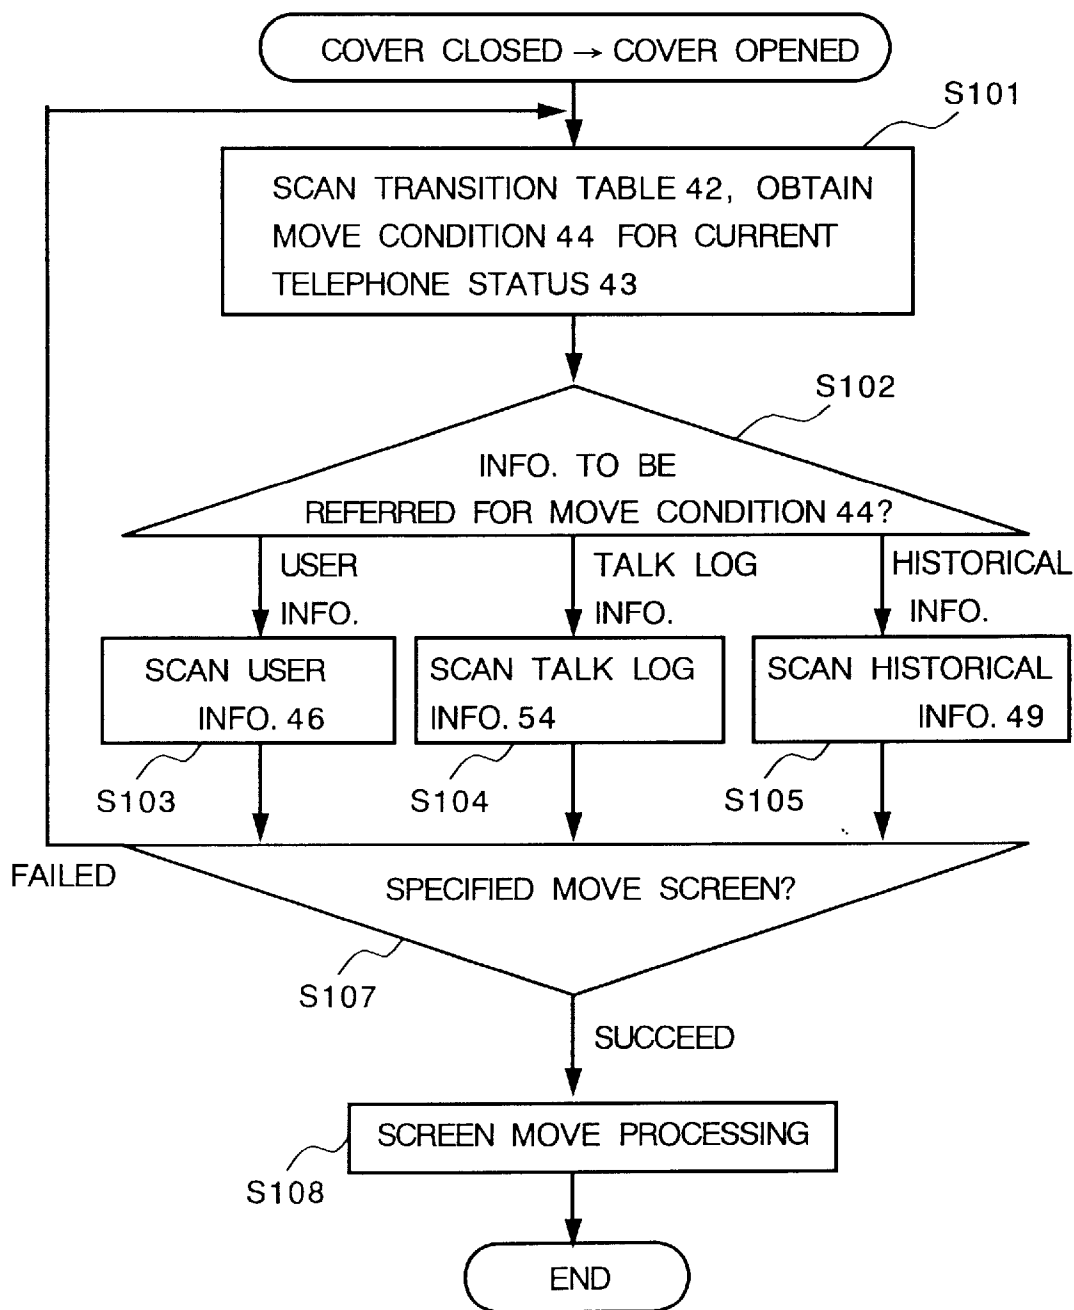 COVER CLOSED → COVER OPENED
S101
SCAN TRANSITION TABLE 42, OBTAIN
MOVE CONDITION 44 FOR CURRENT
TELEPHONE STATUS 43
S102
INFO. TO BE
REFERRED FOR MOVE CONDITION 44?
USER
INFO.
TALK LOG
INFO.
HISTORICAL
INFO.
SCAN USER
INFO. 46
SCAN TALK LOG
INFO. 54
SCAN HISTORICAL
INFO. 49
S103
S104
S105
FAILED
SPECIFIED MOVE SCREEN?
S107
SUCCEED
SCREEN MOVE PROCESSING
S108
END